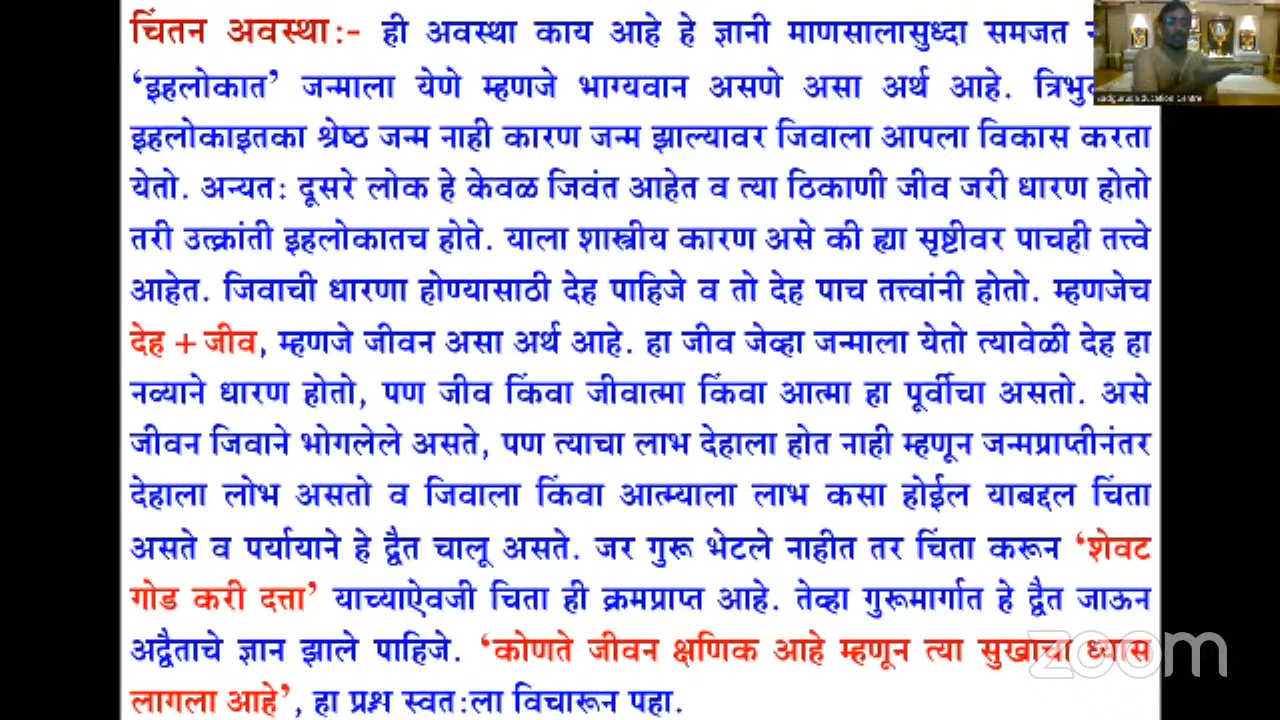 चिंतन अवस्था:- ही अवस्था काय आहे हे ज्ञानी माणसालासुध्दा समजत
‘इहलोकात’ जन्माला येणे म्हणजे भाग्यवान असणे असा अर्थ आहे.
इहलोकाइतका श्रेष्ठ जन्म नाही कारण जन्म झाल्यावर जिवाला आपला विकास करता
येतो. अन्यत: दूसरे लोक हे केवळ जिवंत आहेत व त्या ठिकाणी जीव जरी धारण होतो
तरी उत्क्रांती इहलोकातच होते. याला शास्त्रीय कारण असे की ह्या सृष्टीवर पाचही तत्त्वे
आहेत. जिवाची धारणा होण्यासाठी देह पाहिजे व तो देह पाच तत्त्वांनी होतो. म्हणजेच
देह + जीव, म्हणजे जीवन असा अर्थ आहे. हा जीव जेव्हा जन्माला येतो त्यावेळी देह हा
नव्याने धारण होतो, पण जीव किंवा जीवात्मा किंवा आत्मा हा पूर्वीचा असतो. असे
जीवन जिवाने भोगलेले असते, पण त्याचा लाभ देहाला होत नाही म्हणून जन्मप्राप्तीनंतर
देहाला लोभ असतो व जिवाला किंवा आत्म्याला लाभ कसा होईल याबद्दल चिंता
असते व पर्यायाने हे द्वैत चालू असते. जर गुरू भेटले नाहीत तर चिंता करून ‘शेवट
गोड करी दत्ता’ याच्याऐवजी चिता ही क्रमप्राप्त आहे. तेव्हा गुरूमार्गात हे द्वैत जाऊन
अद्वैताचे ज्ञान झाले पाहिजे. ‘कोणते जीवन क्षणिक आहे म्हणून त्या सुखाचा ध्यास
लागला आहे’, हा प्रश्न स्वत:ला विचारून पहा.
zoom